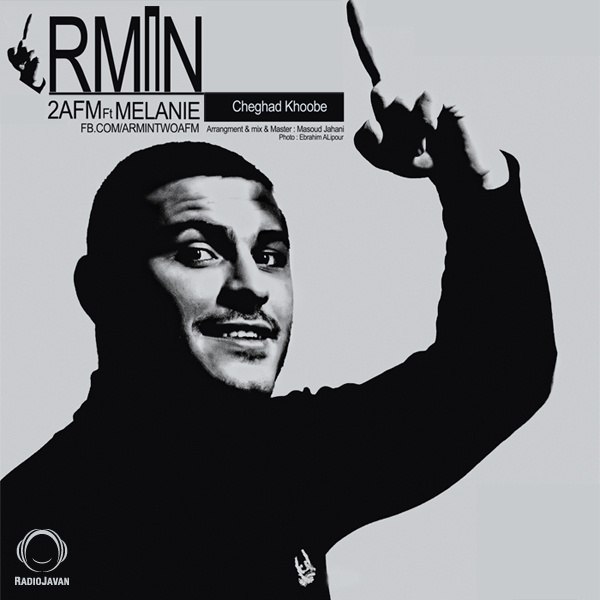 RMIN
2AFM Ft MELANIE
Cheghad Khoobe
FB.COM/ARMINTWOAFM
Arrangment & mix & Master : Masoud Jahani
Photo : Ebrahim ALipour
RADIOJAVAN